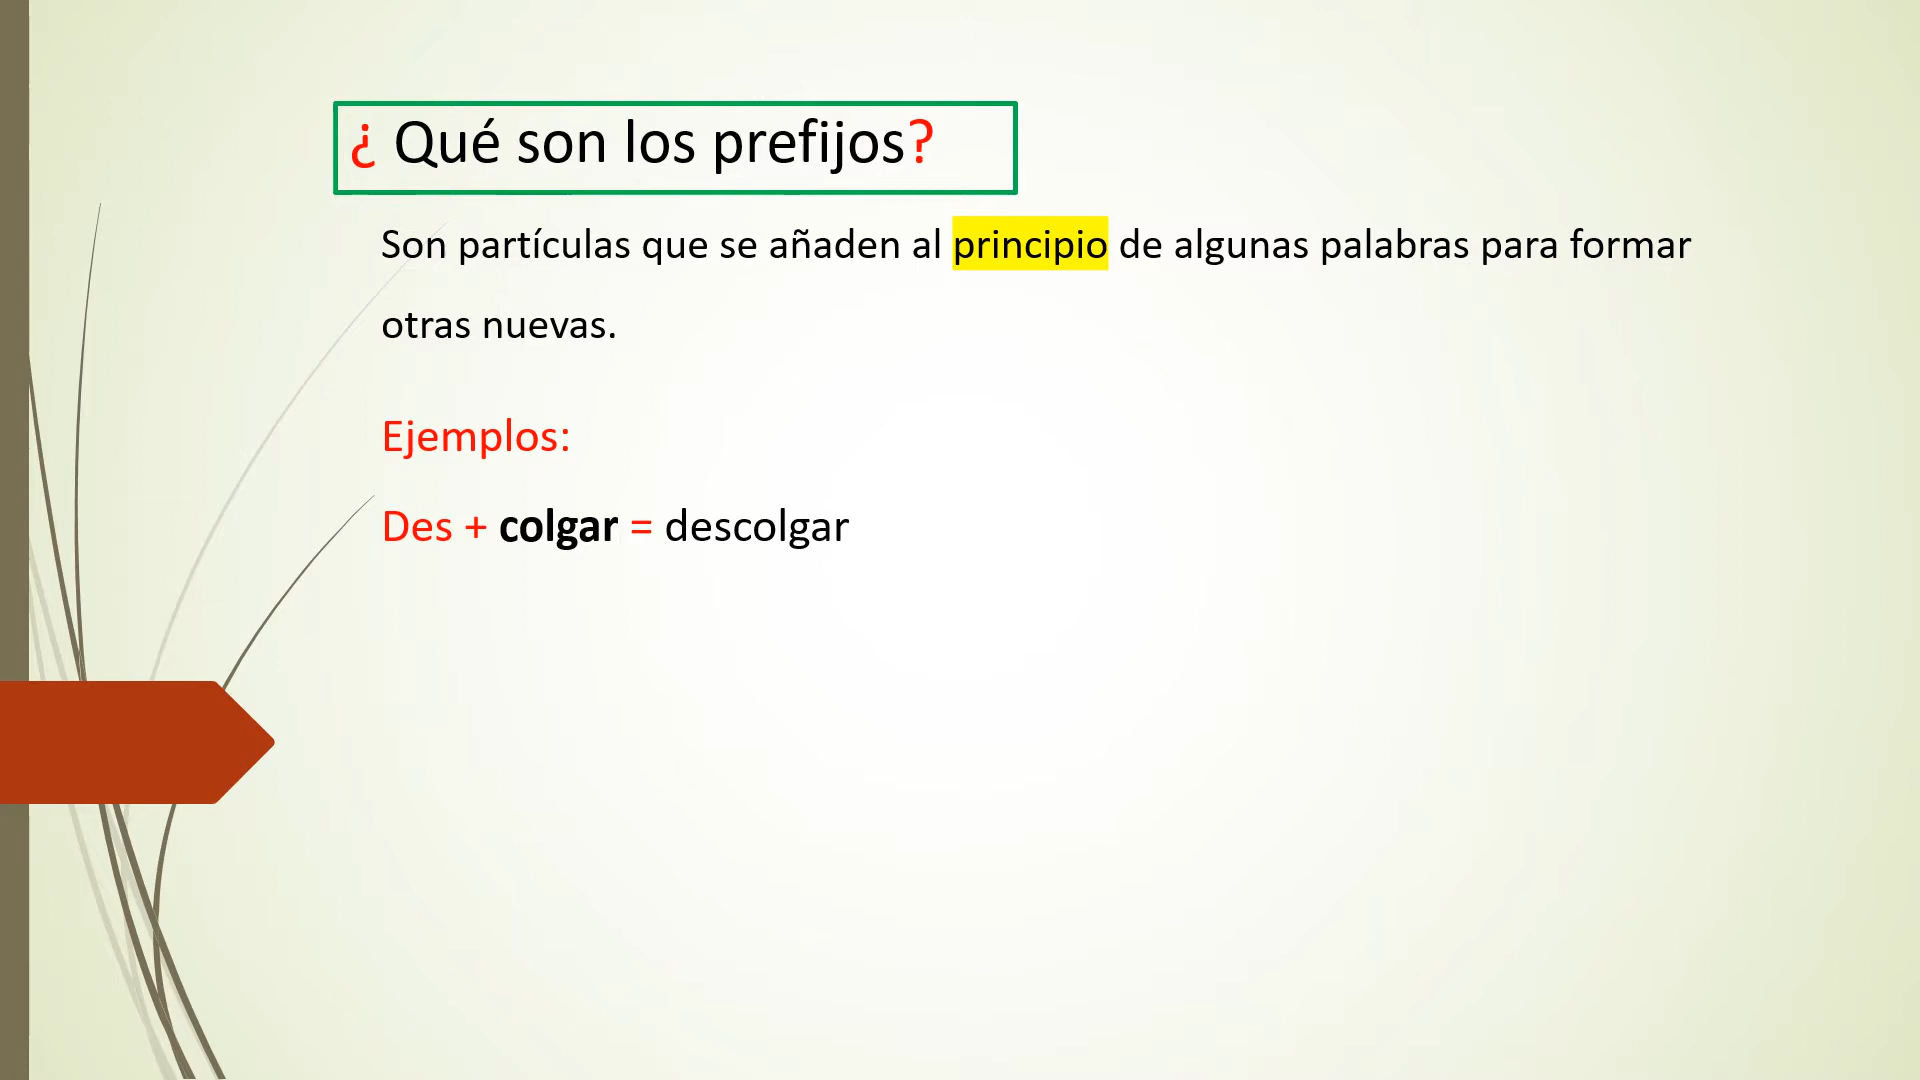 ¿ Qué son los prefijos?
Son partículas que se añaden al principio de algunas palabras para formar
otras nuevas.
Ejemplos:
Des + colgar = descolgar